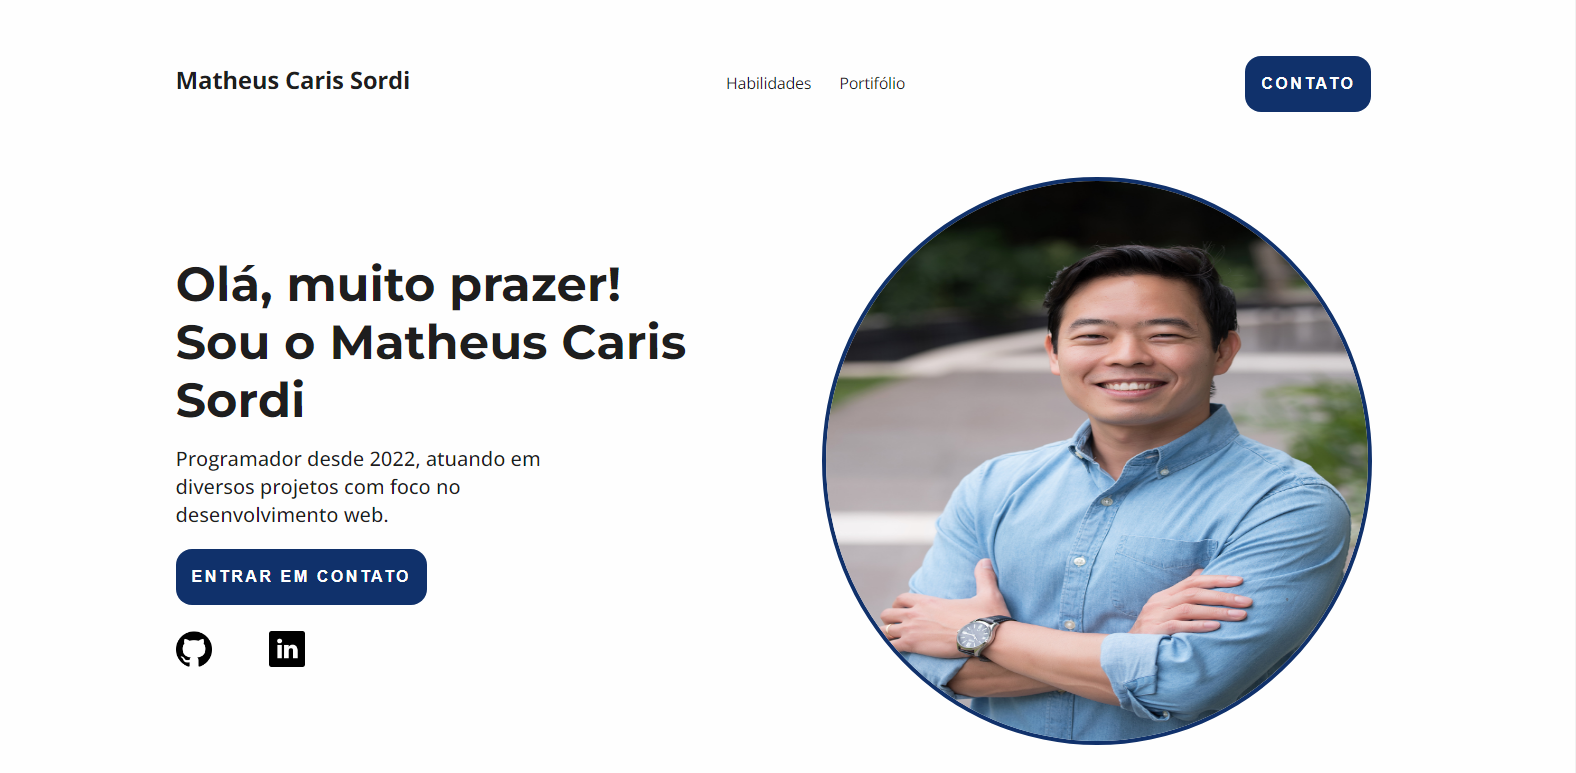 Matheus Caris Sordi
Habilidades
Portifólio
CONTATO
Olá, muito prazer!
Sou o Matheus Caris
Sordi
Programador desde 2022, atuando em
diversos projetos com foco no
desenvolvimento web.
ENTRAR EM CONTATO
in